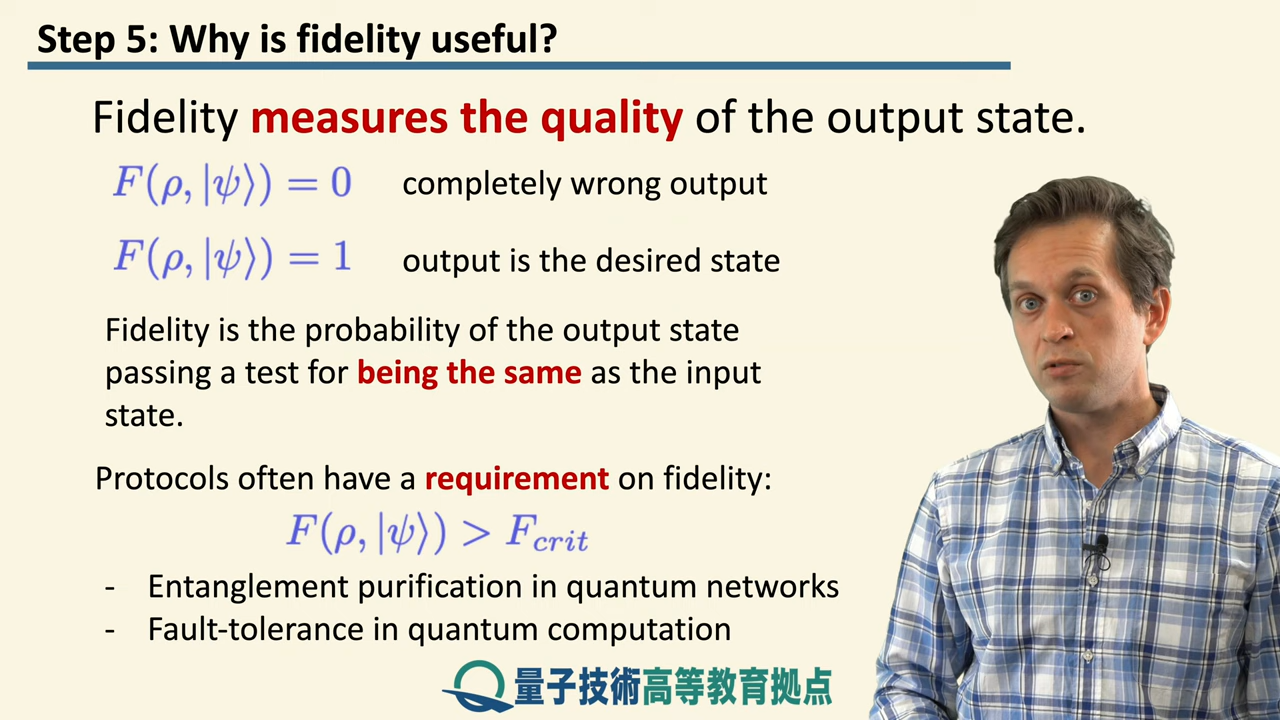 Step 5: Why is fidelity useful?
Fidelity measures the quality of the output state.
F(ρ, |ψ⟩) = 0 completely wrong output
F(ρ, |ψ⟩) = 1 output is the desired state
Fidelity is the probability of the output state
passing a test for being the same as the input
state.
Protocols often have a requirement on fidelity:
F(ρ, |ψ⟩) > F_crit
- Entanglement purification in quantum networks
- Fault-tolerance in quantum computation
量子技術高等教育拠点